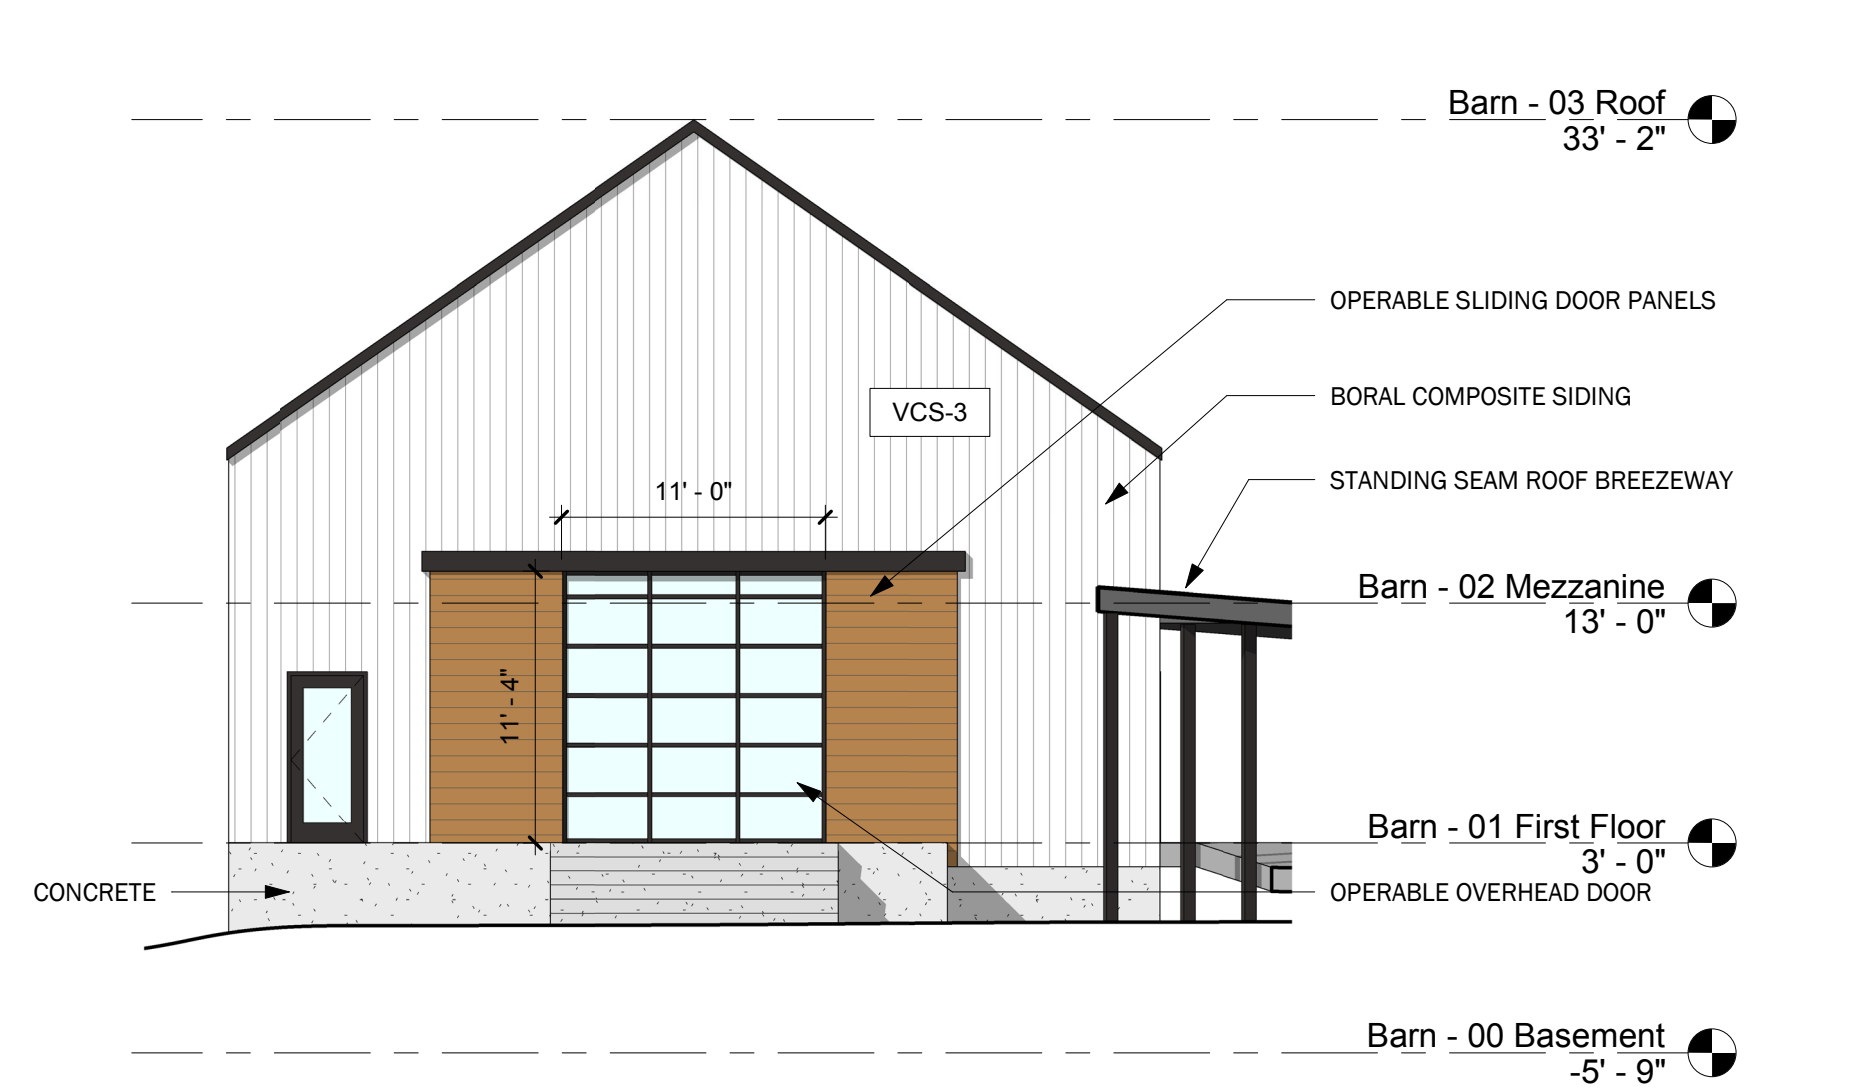 Barn - 03 Roof
33' - 2"
OPERABLE SLIDING DOOR PANELS
BORAL COMPOSITE SIDING
VCS-3
STANDING SEAM ROOF BREEZEWAY
11' - 0"
Barn - 02 Mezzanine
13' - 0"
11' - 4"
Barn - 01 First Floor
3' - 0"
CONCRETE
OPERABLE OVERHEAD DOOR
Barn - 00 Basement
-5' - 9"